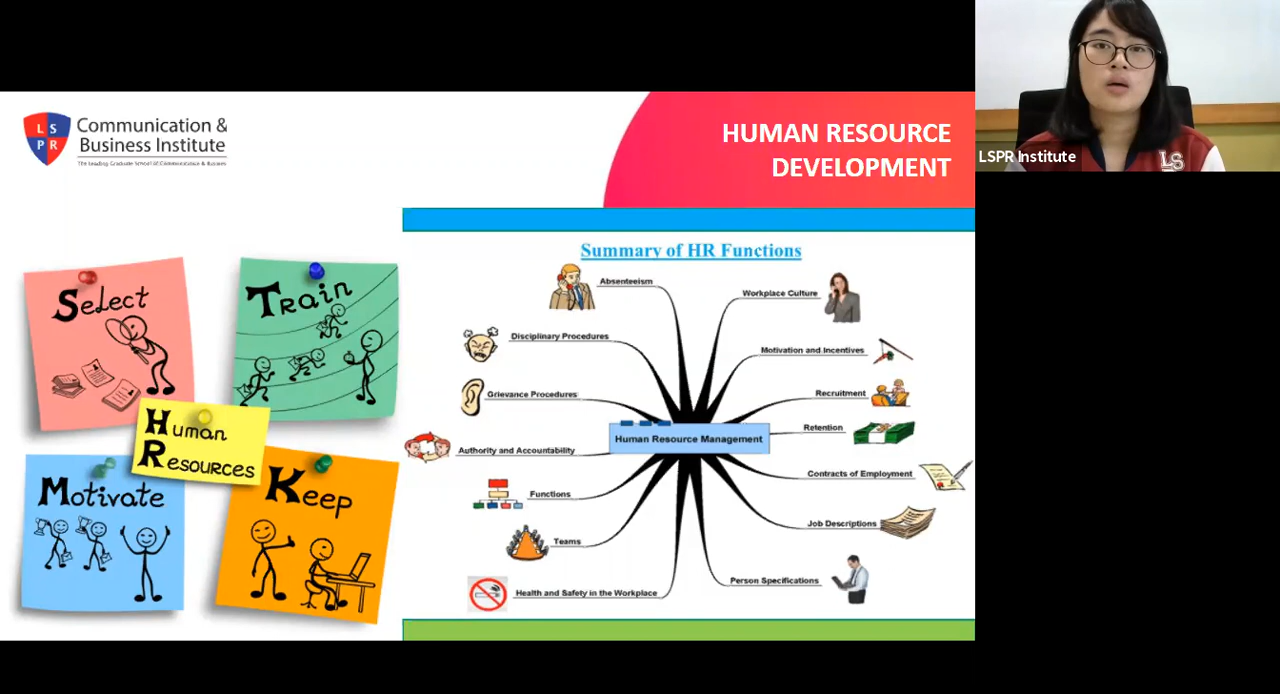 L S
P R
Communication &
Business Institute
The Leading Graduate School of Communication & Business
HUMAN RESOURCE
DEVELOPMENT
LSPR Institute
LS
Select
Train
Human
Resources
Motivate
Keep
Summary of HR Functions
Absenteeism
Workplace Culture
Disciplinary Procedures
Motivation and Incentives
Grievance Procedures
Recruitment
Retention
Human Resource Management
Authority and Accountability
Contracts of Employment
Functions
Job Descriptions
Teams
Person Specifications
Health and Safety in the Workplace